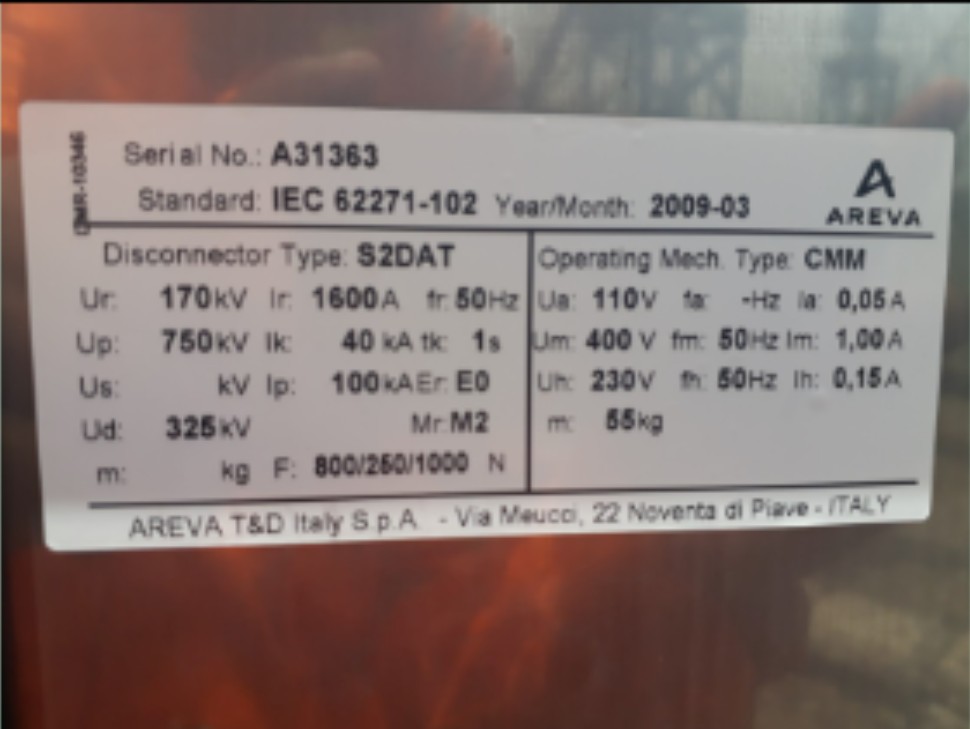 DMR-10346
Serial No.: A31363
Standard: IEC 62271-102 Year/Month: 2009-03
AREVA
Disconnector Type: S2DAT
Ur: 170kV Ir: 1600A fr: 50Hz
Up: 750kV Ik: 40 kA tk: 1s
Us: kV Ip: 100kA Er: E0
Ud: 325kV Mr: M2
m: kg F: 800/250/1000 N
Operating Mech. Type: CMM
Ua: 110V fa: -Hz Ia: 0,05A
Um: 400 V fm: 50Hz Im: 1,00A
Uh: 230V fh: 50Hz Ih: 0,15A
m: 55kg
AREVA T&D Italy S.p.A. - Via Meucci, 22 Noventa di Piave - ITALY